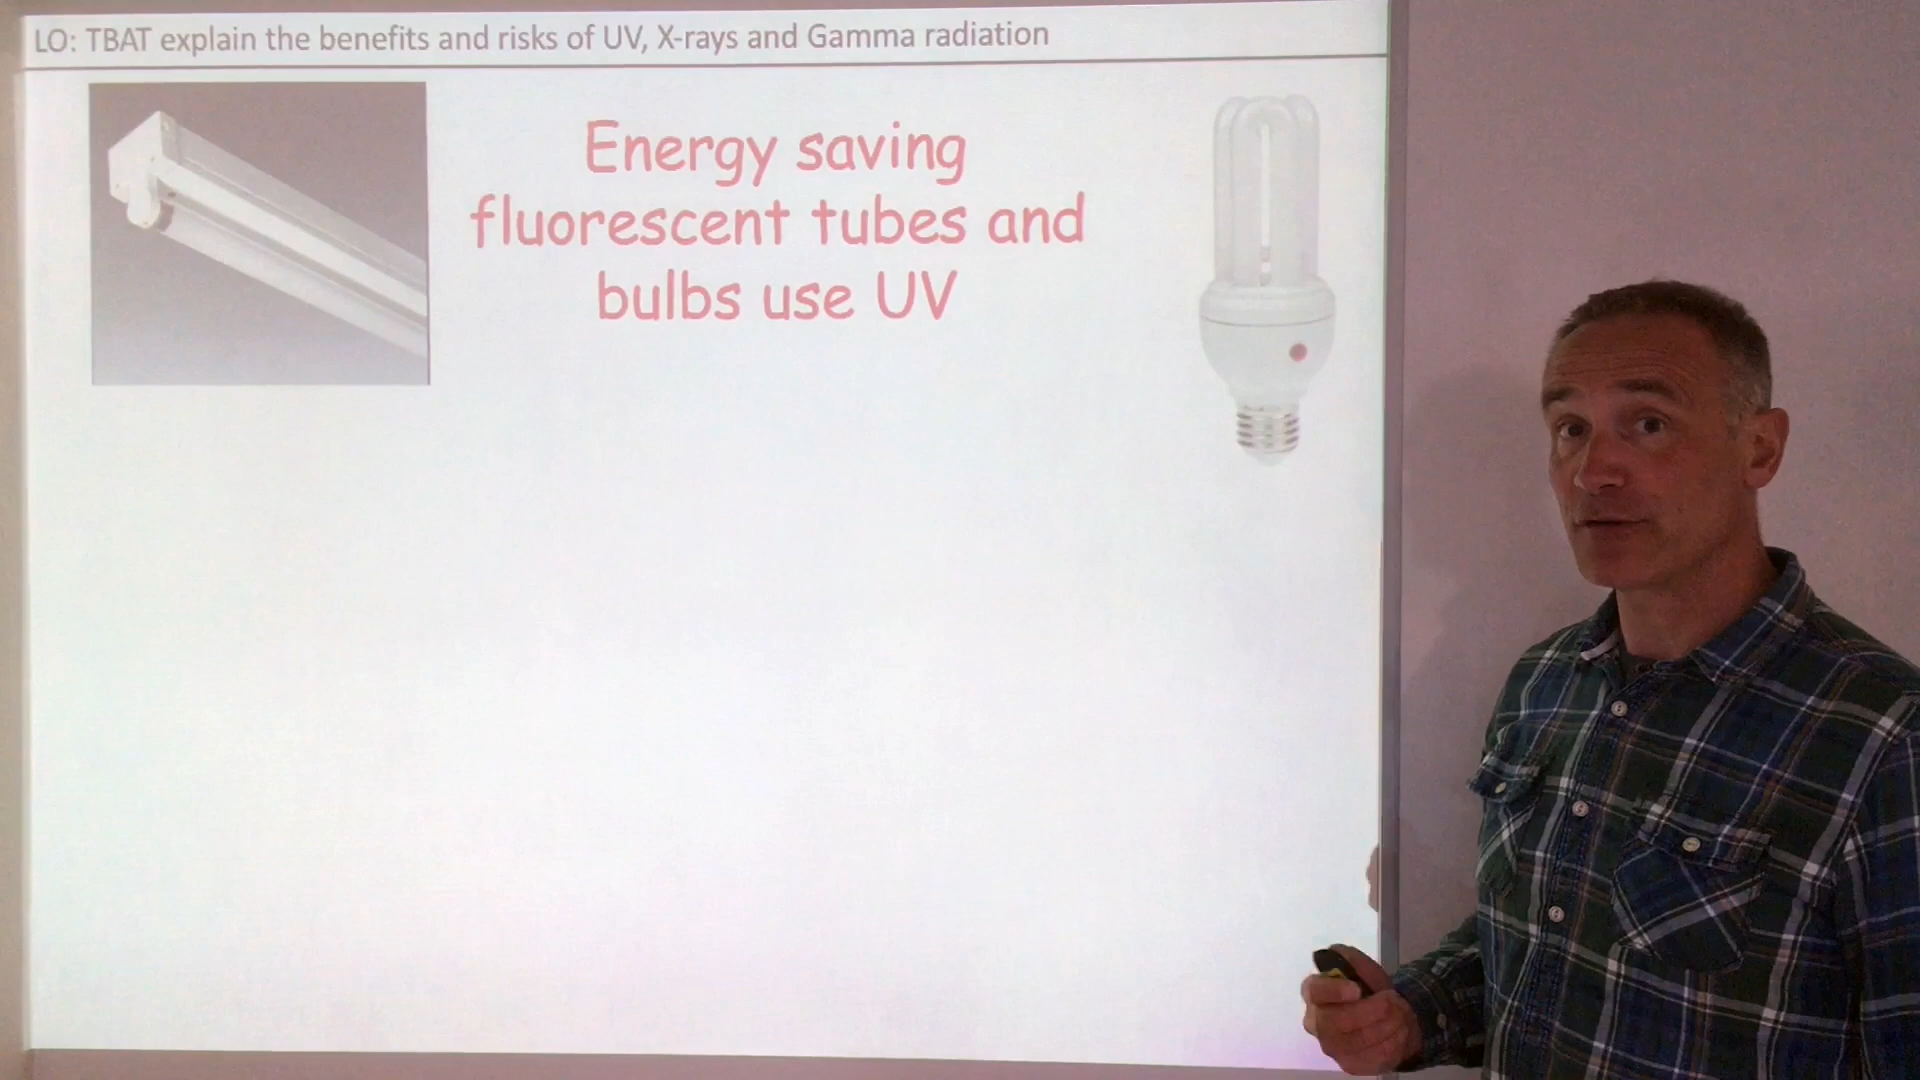 LO: TBAT explain the benefits and risks of UV, X-rays and Gamma radiation
Energy saving
fluorescent tubes and
bulbs use UV